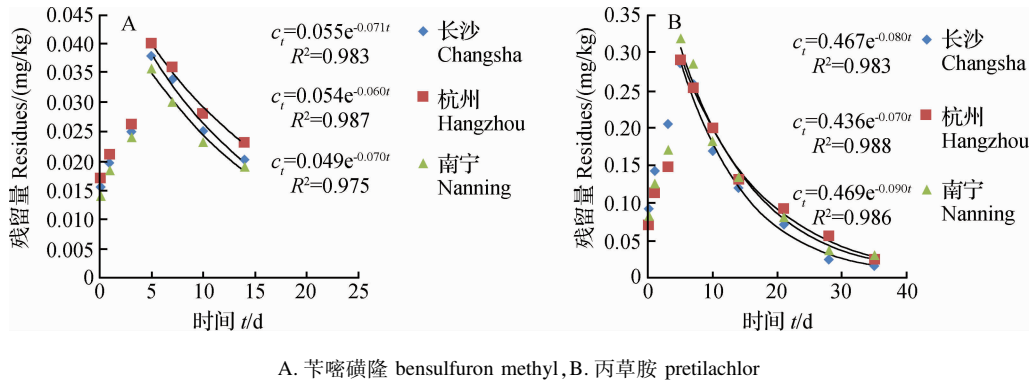 A
残留量 Residues/(mg/kg)
0.045
0.040
0.035
0.030
0.025
0.020
0.015
0.010
0.005
0
0 5 10 15 20 25
时间 t/d
cₜ=0.055e^-0.071t
R²=0.983
长沙
Changsha
cₜ=0.054e^-0.060t
R²=0.987
杭州
Hangzhou
cₜ=0.049e^-0.070t
R²=0.975
南宁
Nanning
B
残留量 Residues/(mg/kg)
0.35
0.30
0.25
0.20
0.15
0.10
0.05
0
0 10 20 30 40
时间 t/d
cₜ=0.467e^-0.080t
R²=0.983
长沙
Changsha
cₜ=0.436e^-0.070t
R²=0.988
杭州
Hangzhou
cₜ=0.469e^-0.090t
R²=0.986
南宁
Nanning
A. 苄嘧磺隆 bensulfuron methyl,B. 丙草胺 pretilachlor